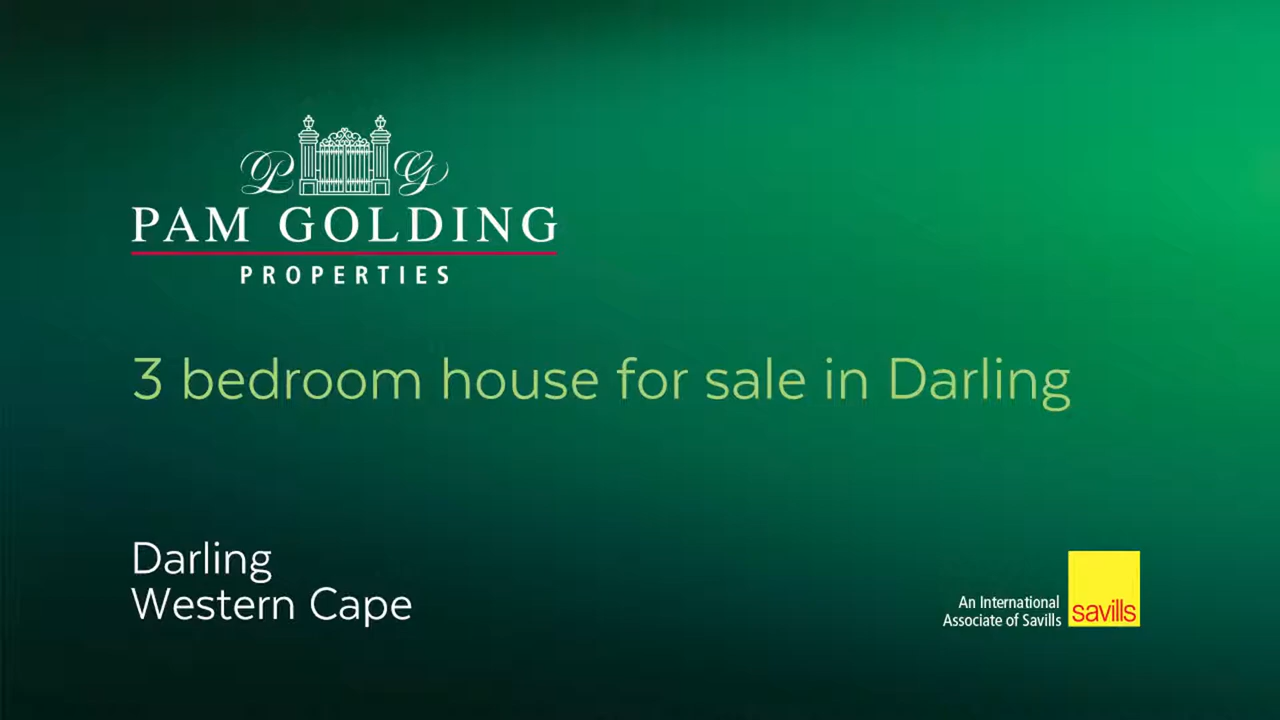 P G
PAM GOLDING
PROPERTIES
3 bedroom house for sale in Darling
Darling
Western Cape
An International
Associate of Savills
savills